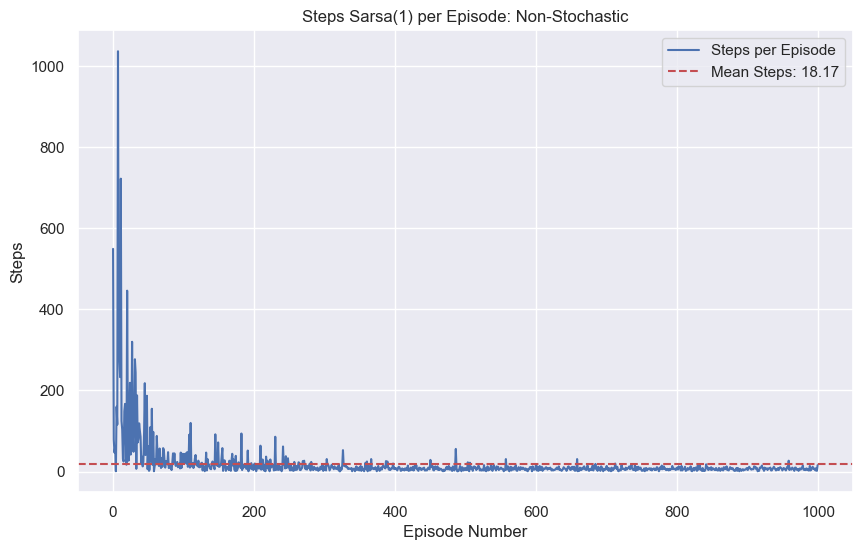 Steps Sarsa(1) per Episode: Non-Stochastic
Steps per Episode
Mean Steps: 18.17
Steps
1000
800
600
400
200
0
0 200 400 600 800 1000
Episode Number